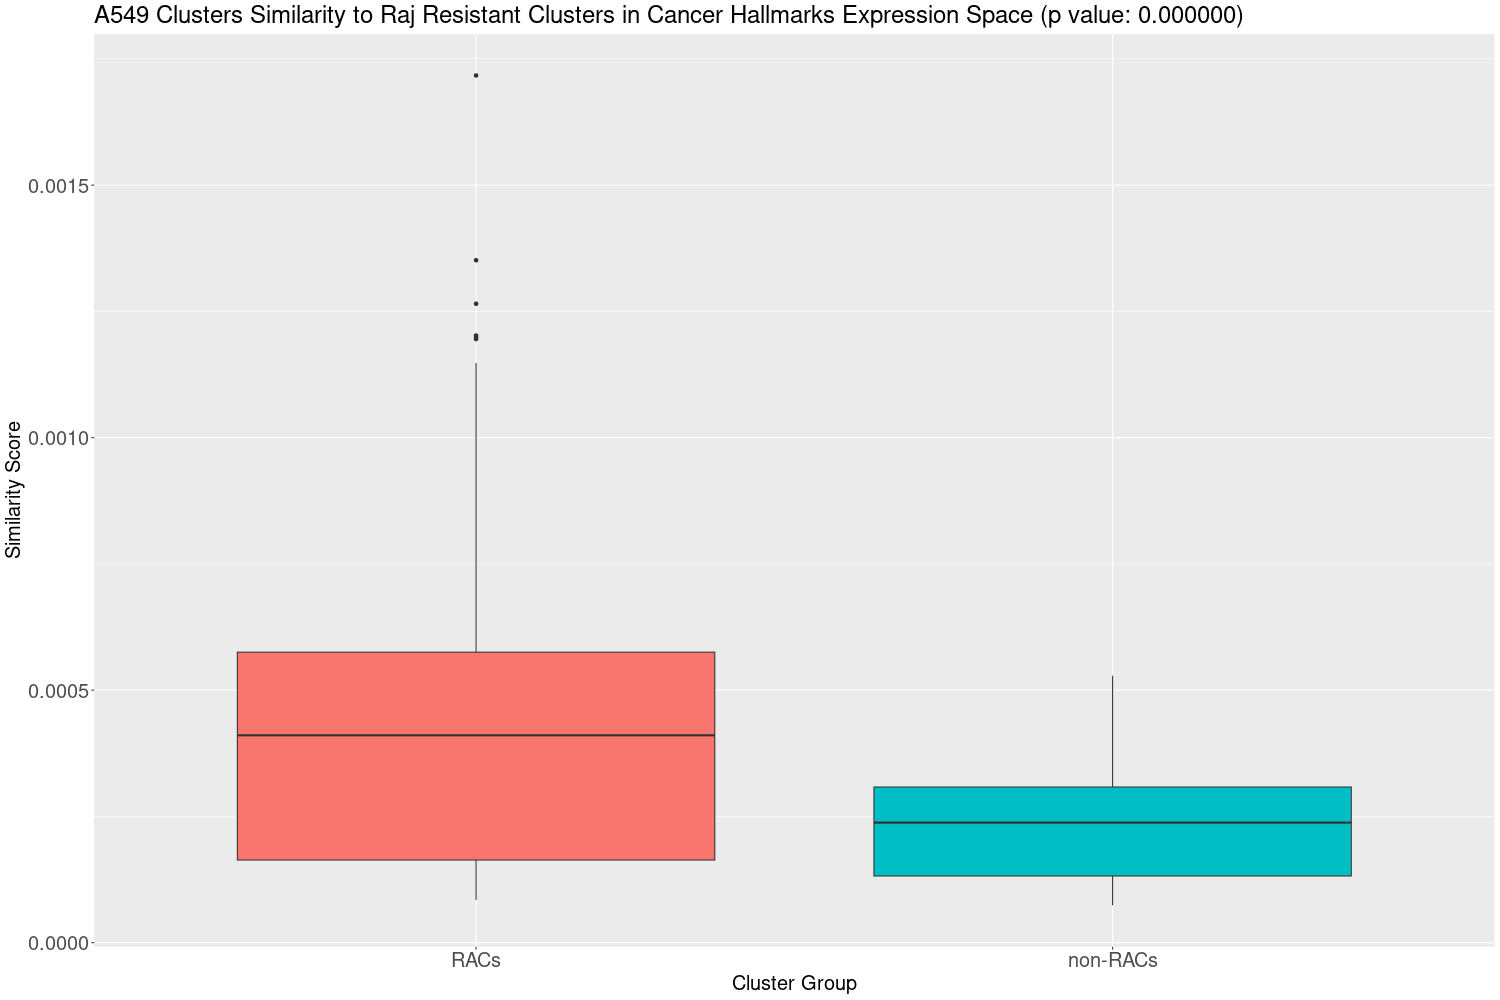 A549 Clusters Similarity to Raj Resistant Clusters in Cancer Hallmarks Expression Space (p value: 0.000000)
Similarity Score
0.0015
0.0010
0.0005
0.0000
RACs
non-RACs
Cluster Group